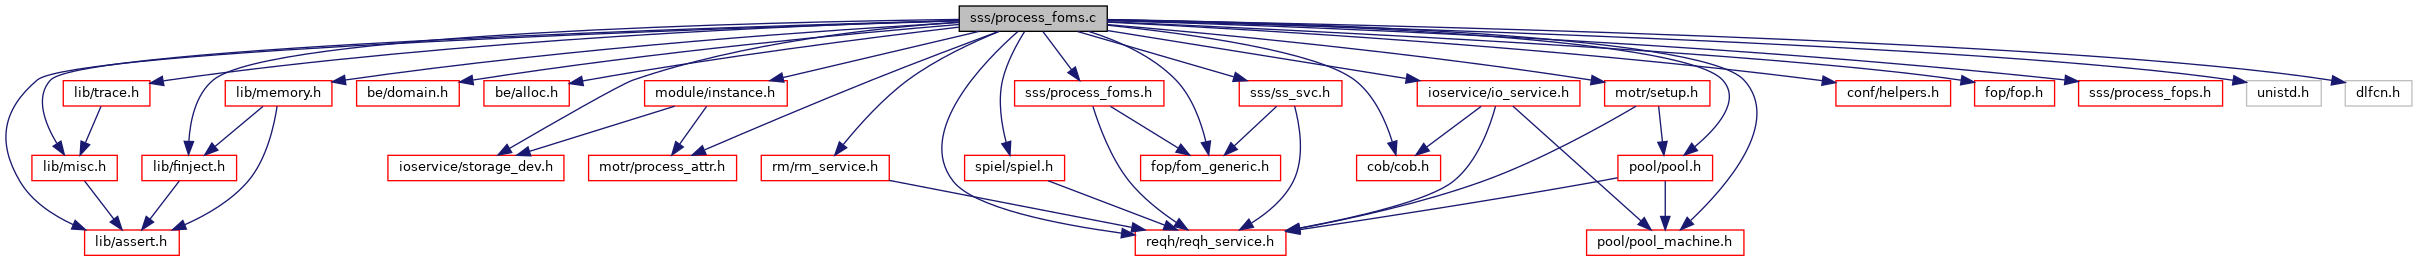 sss/process_foms.c
lib/trace.h
lib/memory.h
be/domain.h
be/alloc.h
module/instance.h
sss/process_foms.h
sss/ss_svc.h
ioservice/io_service.h
motr/setup.h
conf/helpers.h
fop/fop.h
sss/process_fops.h
unistd.h
dlfcn.h
lib/misc.h
lib/finject.h
ioservice/storage_dev.h
motr/process_attr.h
rm/rm_service.h
spiel/spiel.h
fop/fom_generic.h
cob/cob.h
pool/pool.h
lib/assert.h
reqh/reqh_service.h
pool/pool_machine.h